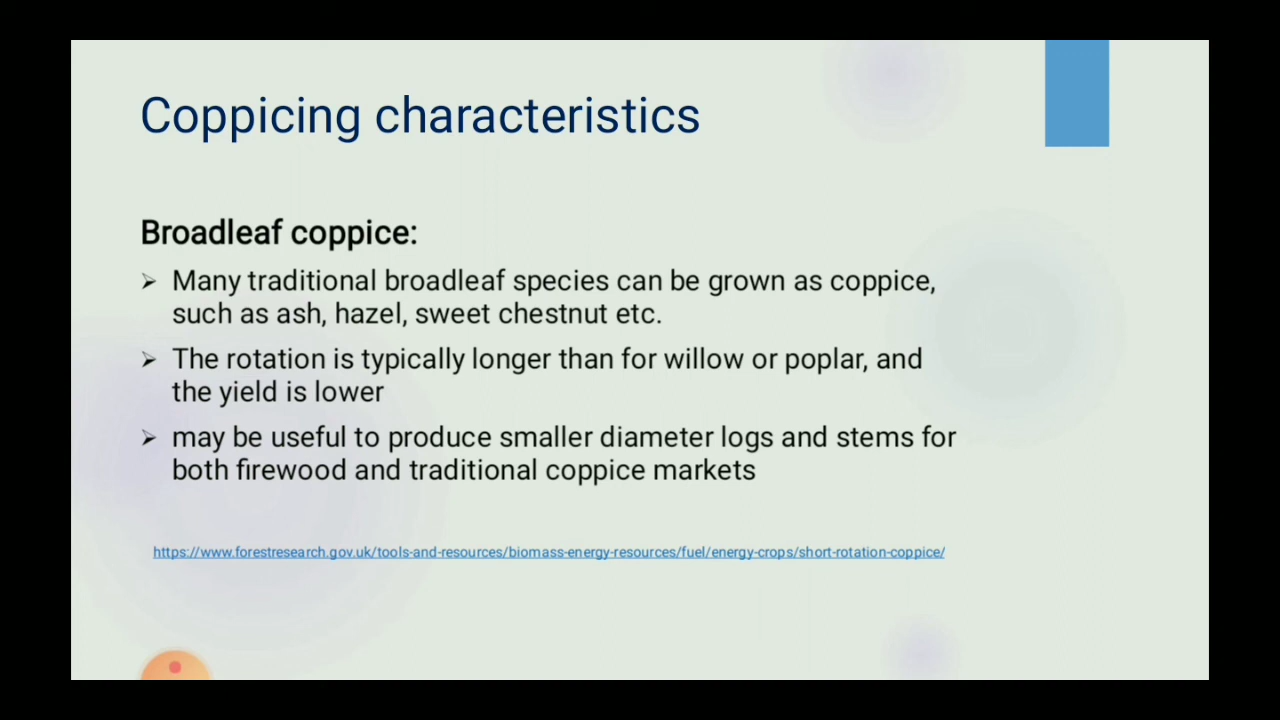 Coppicing characteristics
Broadleaf coppice:
➢ Many traditional broadleaf species can be grown as coppice,
such as ash, hazel, sweet chestnut etc.
➢ The rotation is typically longer than for willow or poplar, and
the yield is lower
➢ may be useful to produce smaller diameter logs and stems for
both firewood and traditional coppice markets
https://www.forestresearch.gov.uk/tools-and-resources/biomass-energy-resources/fuel/energy-crops/short-rotation-coppice/